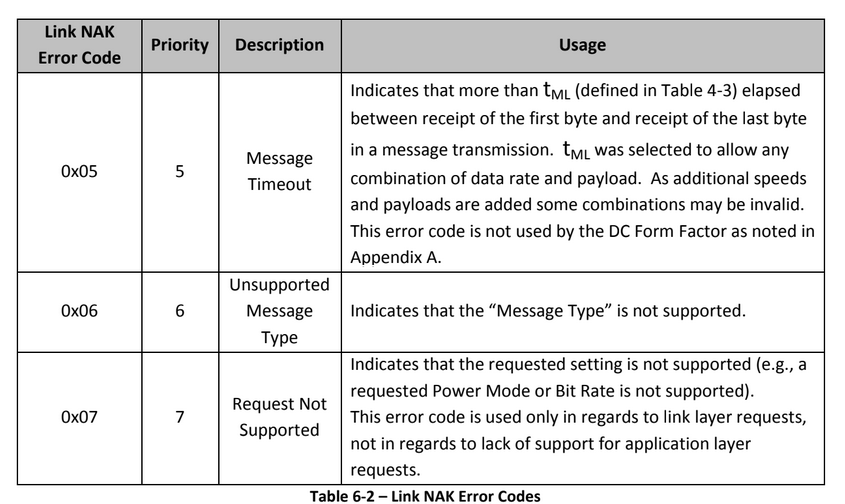 Link NAK
Error Code
Priority
Description
Usage
0x05
5
Message
Timeout
Indicates that more than tML (defined in Table 4-3) elapsed
between receipt of the first byte and receipt of the last byte
in a message transmission. tML was selected to allow any
combination of data rate and payload. As additional speeds
and payloads are added some combinations may be invalid.
This error code is not used by the DC Form Factor as noted in
Appendix A.
0x06
6
Unsupported
Message
Type
Indicates that the “Message Type” is not supported.
0x07
7
Request Not
Supported
Indicates that the requested setting is not supported (e.g., a
requested Power Mode or Bit Rate is not supported).
This error code is used only in regards to link layer requests,
not in regards to lack of support for application layer
requests.
Table 6-2 – Link NAK Error Codes